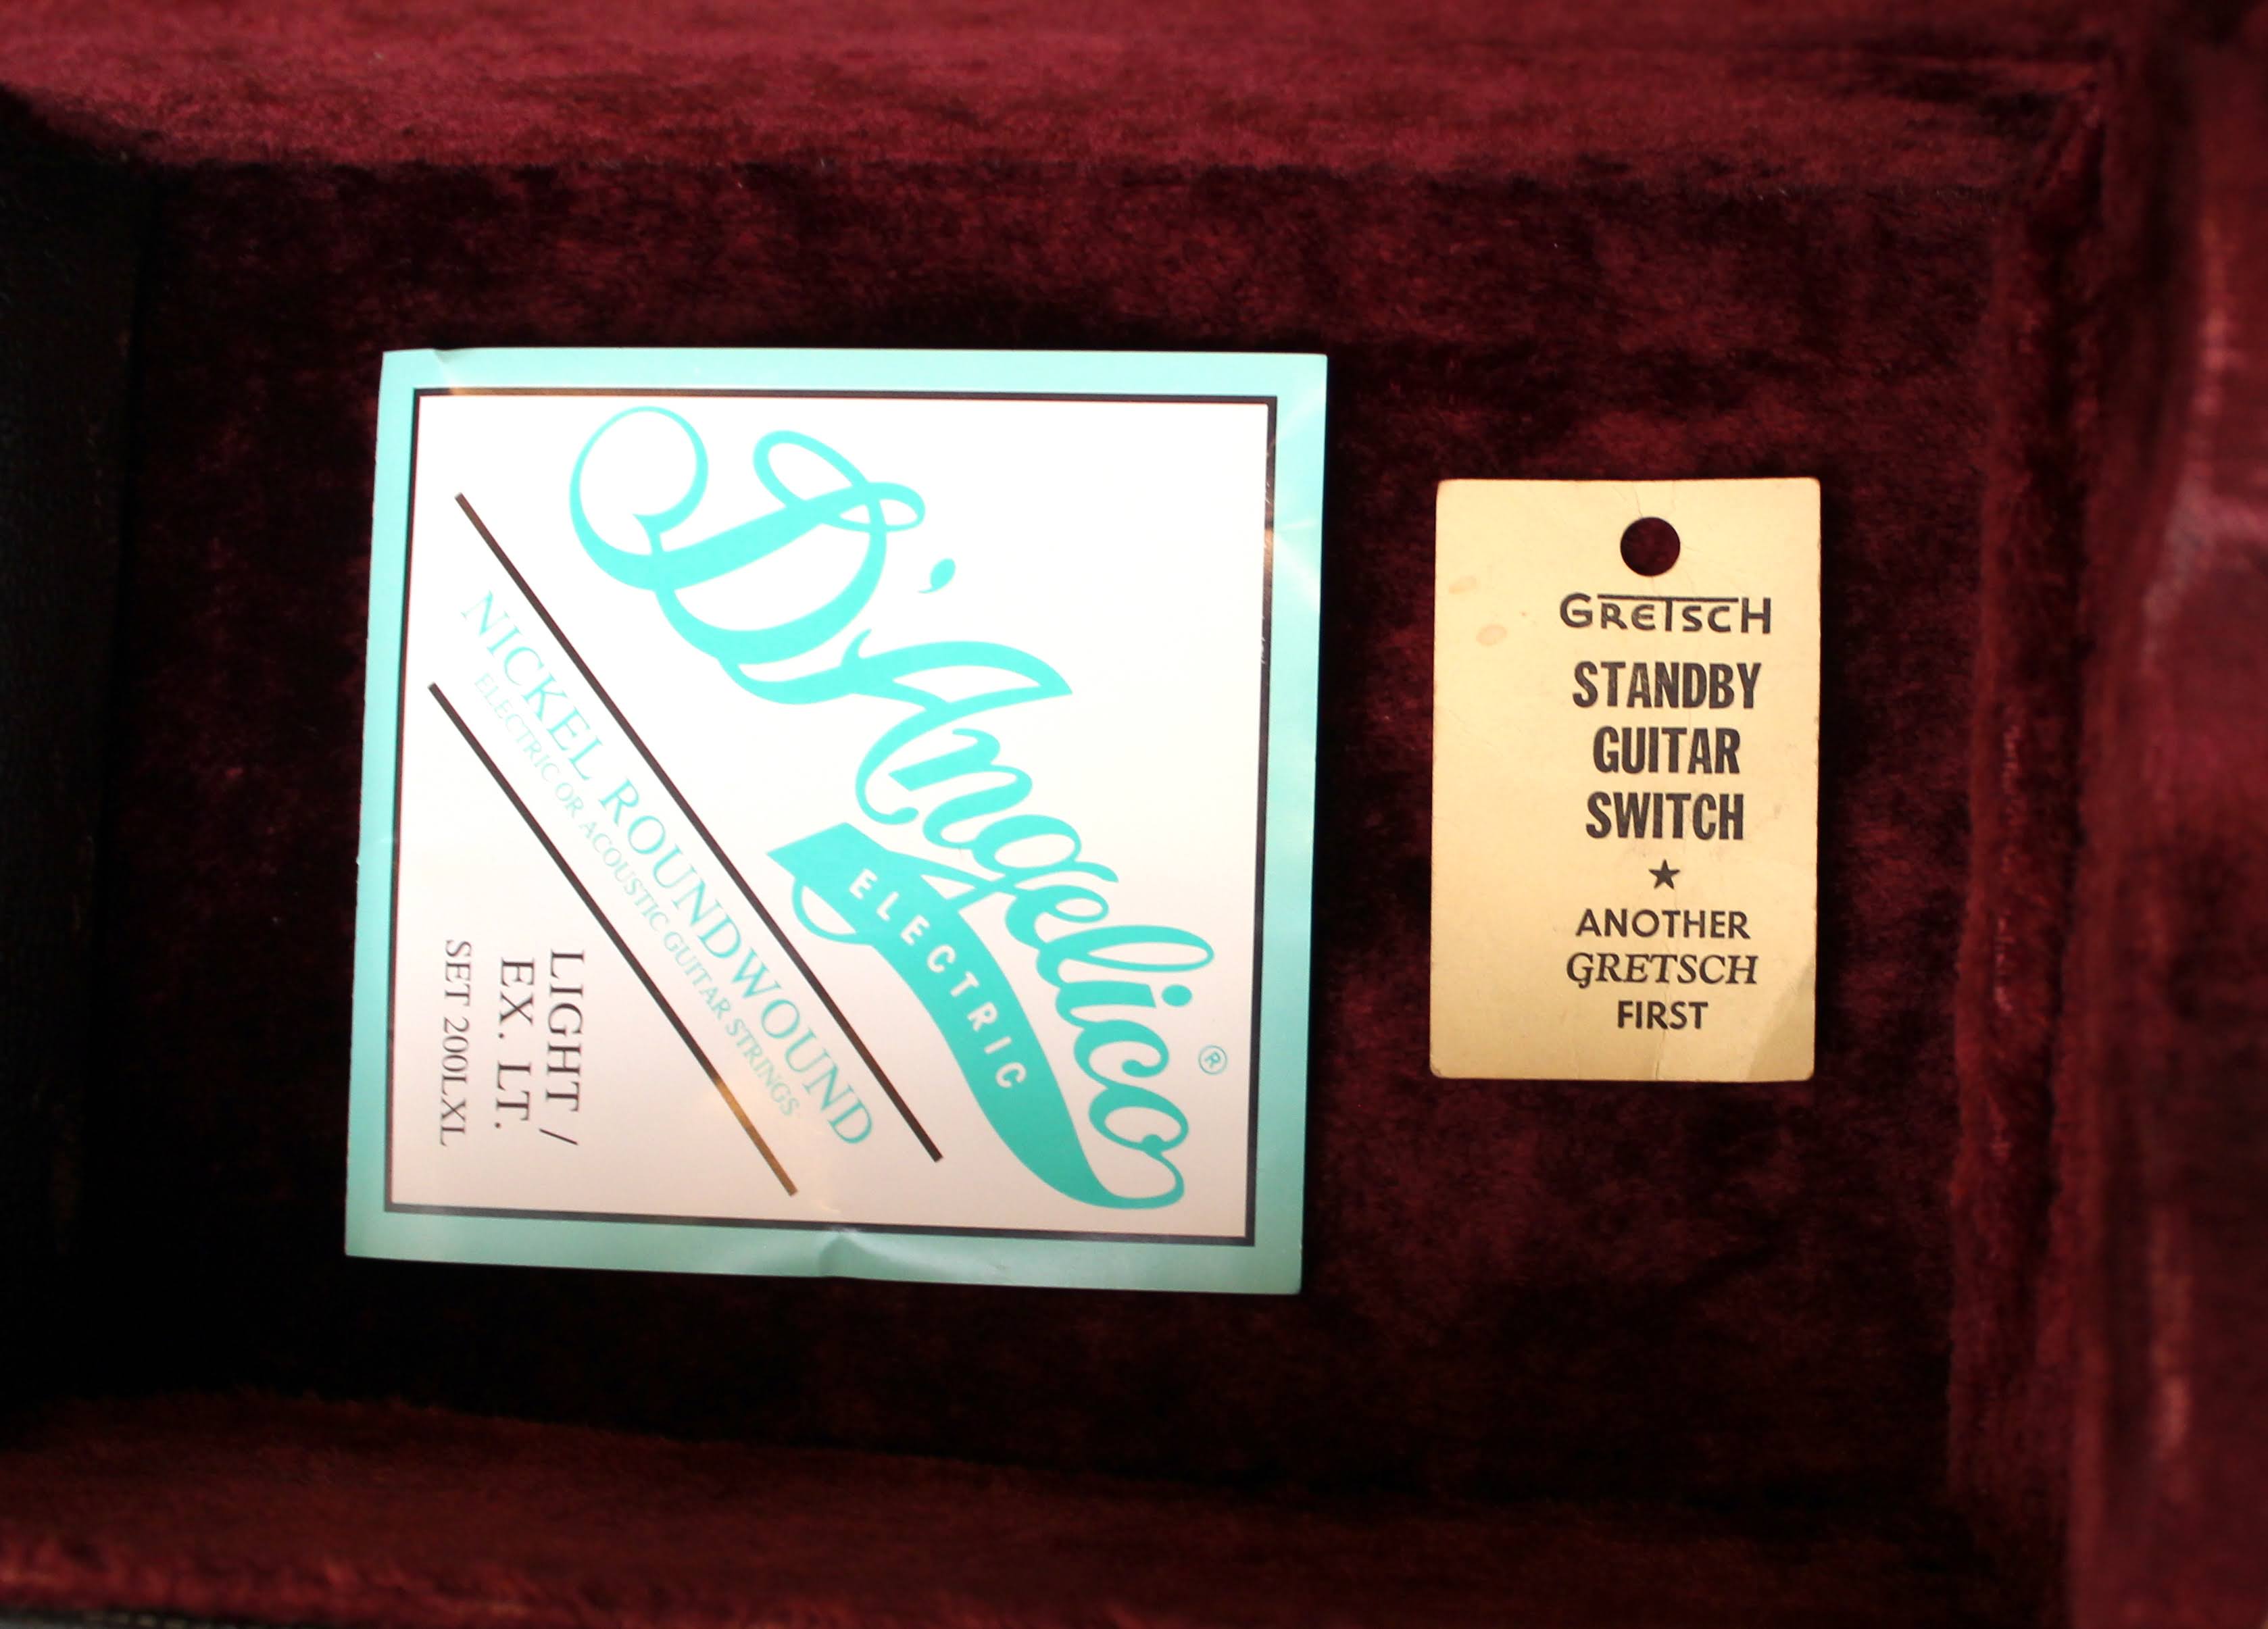 D'Angelico®
ELECTRIC
NICKEL ROUNDWOUND
ELECTRIC OR ACOUSTIC GUITAR STRINGS
LIGHT /
EX. LT.
SET 200LXL
GRETSCH
STANDBY
GUITAR
SWITCH
★
ANOTHER
GRETSCH
FIRST